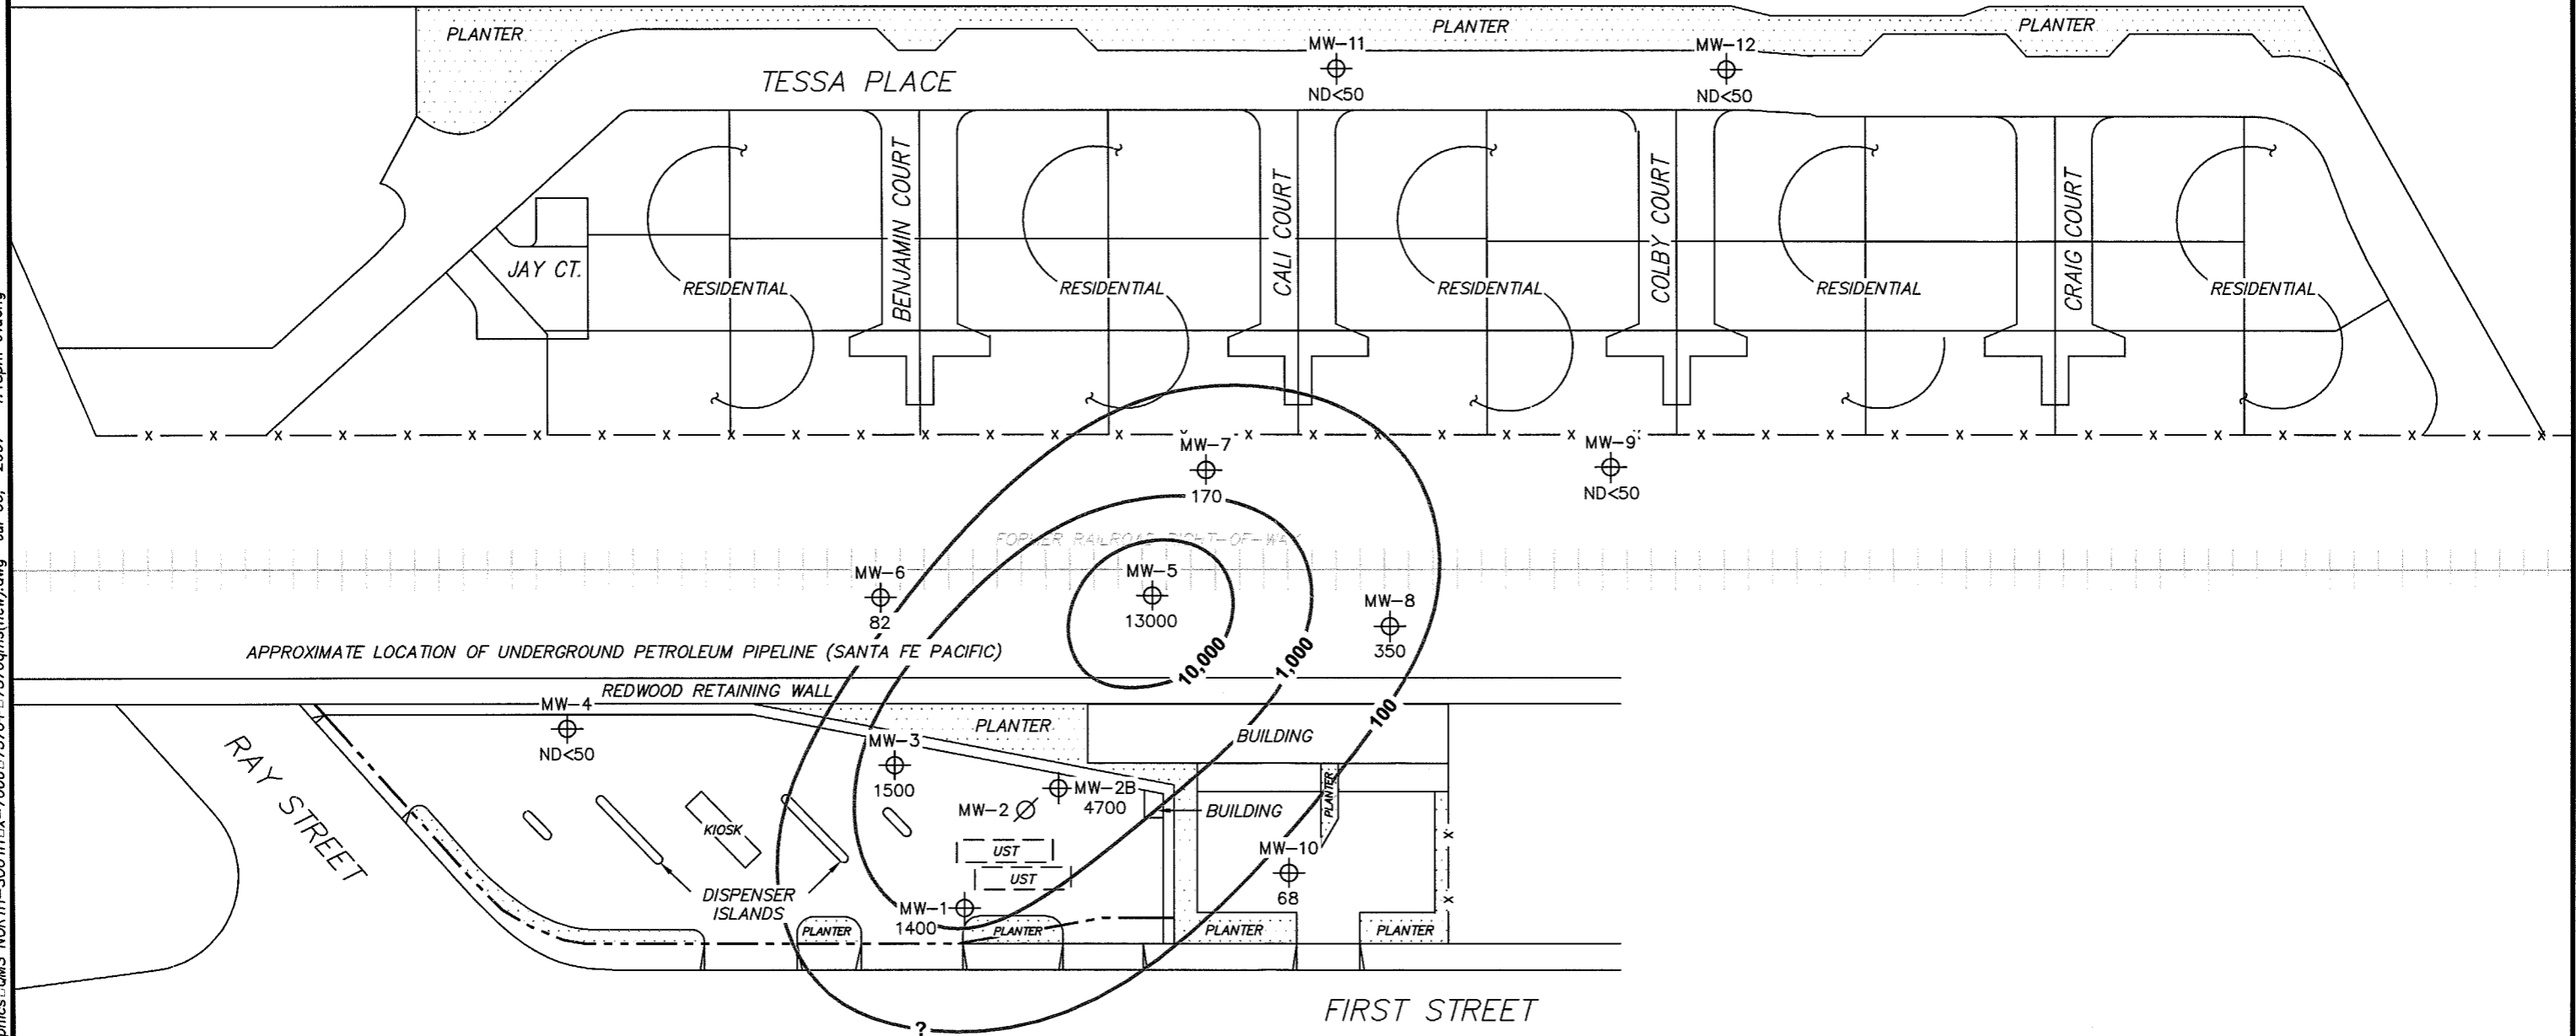 PLANTER
PLANTER
PLANTER
MW-11
MW-12
TESSA PLACE
ND<50
ND<50
BENJAMIN COURT
CALI COURT
COLBY COURT
CRAIG COURT
JAY CT.
RESIDENTIAL
RESIDENTIAL
RESIDENTIAL
RESIDENTIAL
RESIDENTIAL
MW-7
170
MW-9
ND<50
FORMER RAILROAD RIGHT-OF-WAY
MW-6
82
MW-5
13000
MW-8
350
10,000
1,000
100
APPROXIMATE LOCATION OF UNDERGROUND PETROLEUM PIPELINE (SANTA FE PACIFIC)
REDWOOD RETAINING WALL
MW-4
ND<50
PLANTER
BUILDING
MW-3
1500
RAY STREET
MW-2B
4700
MW-2
BUILDING
PLANTER
KIOSK
UST
UST
MW-10
68
DISPENSER
ISLANDS
MW-1
1400
PLANTER
PLANTER
PLANTER
PLANTER
FIRST STREET
?